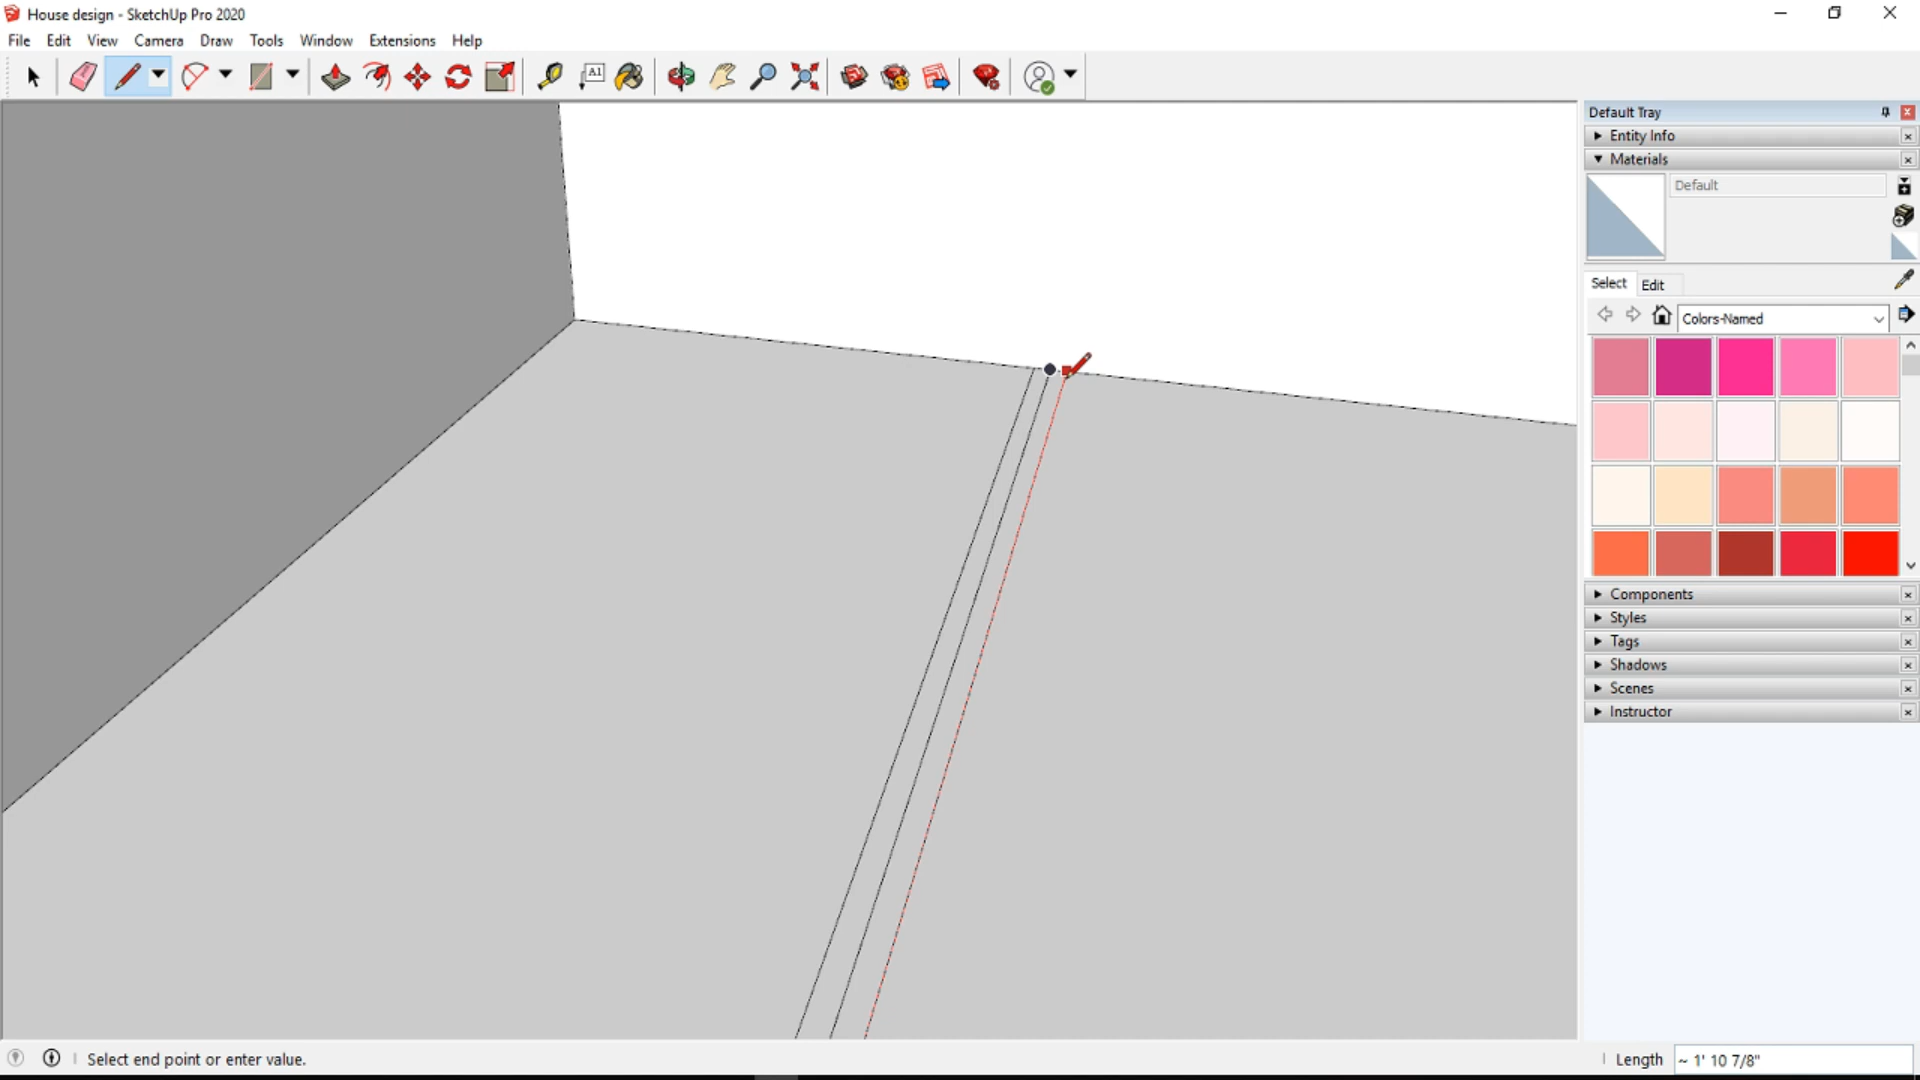 House design - SketchUp Pro 2020
File Edit View Camera Draw Tools Window Extensions Help
A1
Default Tray
Entity Info
Materials
Default
Select Edit
Colors-Named
Components
Styles
Tags
Shadows
Scenes
Instructor
Select end point or enter value.
Length ~ 1' 10 7/8"